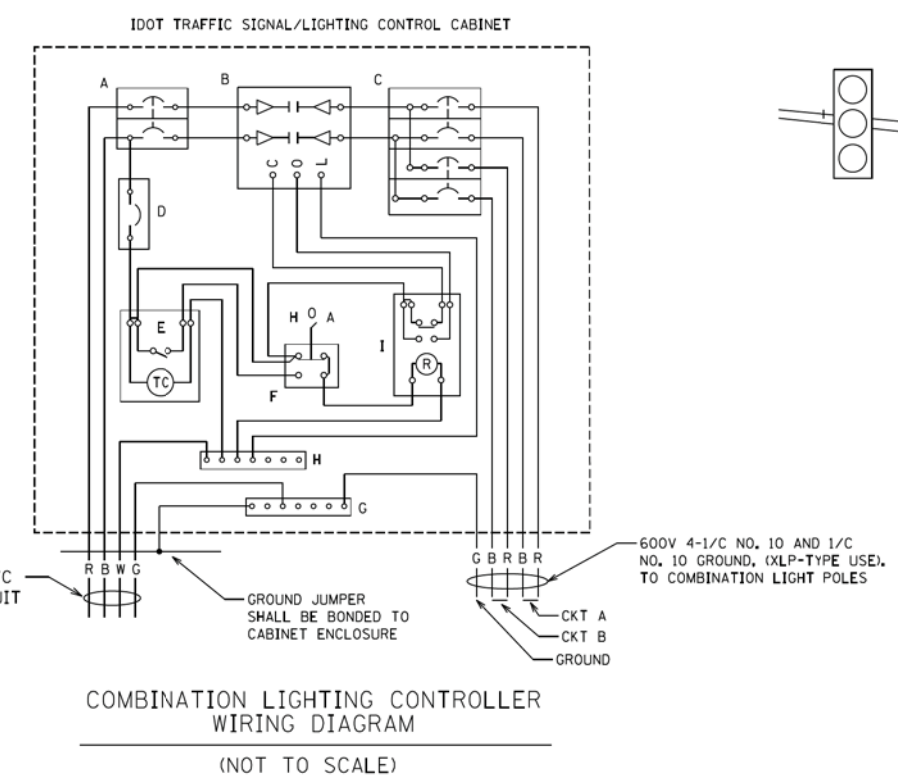 IDOT TRAFFIC SIGNAL/LIGHTING CONTROL CABINET
A
B
C
C O L
D
E
TC
H O A
F
I
R
H
G
R B W G
G B R B R
600V 4-1/C NO. 10 AND 1/C
NO. 10 GROUND, (XLP-TYPE USE).
TO COMBINATION LIGHT POLES
GROUND JUMPER
SHALL BE BONDED TO
CABINET ENCLOSURE
CKT A
CKT B
GROUND
COMBINATION LIGHTING CONTROLLER
WIRING DIAGRAM
(NOT TO SCALE)